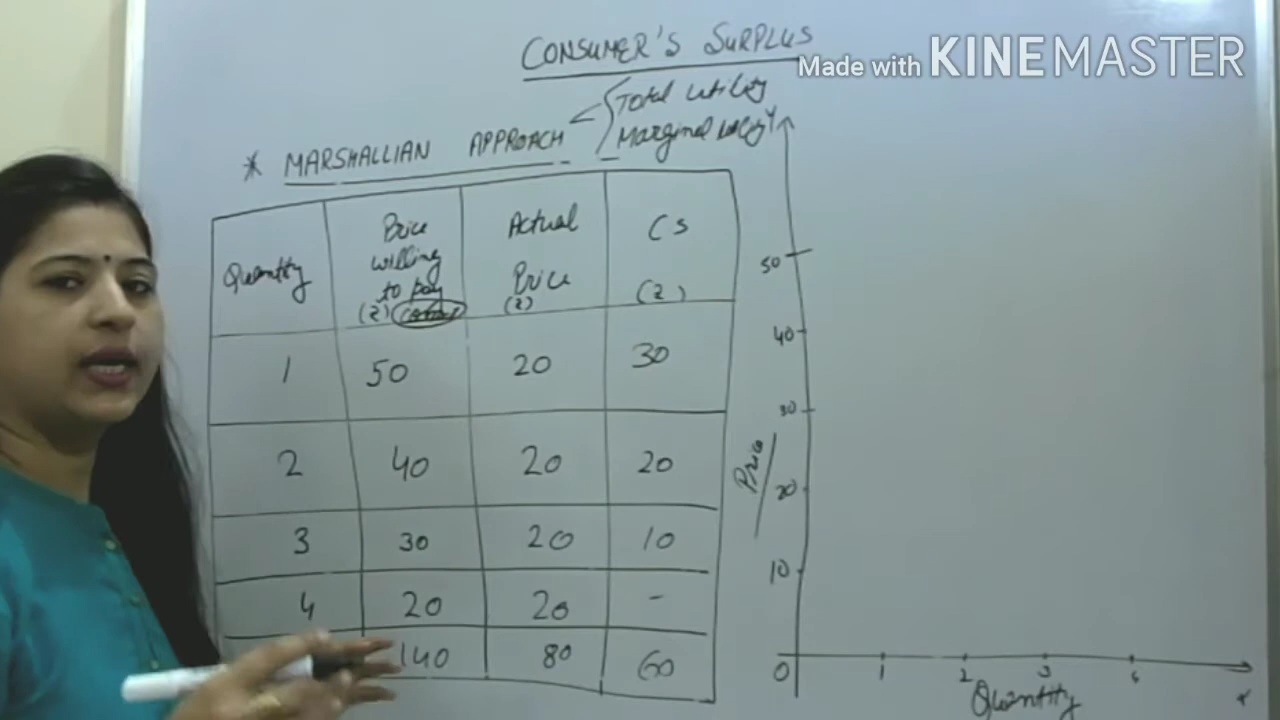 CONSUMER'S SURPLUS
Made with KINEMASTER
Total utility
Marginal utility
* MARSHALLIAN APPROACH
Quantity
Price willing to pay (₹)
Actual Price (₹)
CS (₹)
1 50 20 30
2 40 20 20
3 30 20 10
4 20 20 -
140 80 60
Y
50
40
30
20
10
Price
0 1 2 3 4 X
Quantity